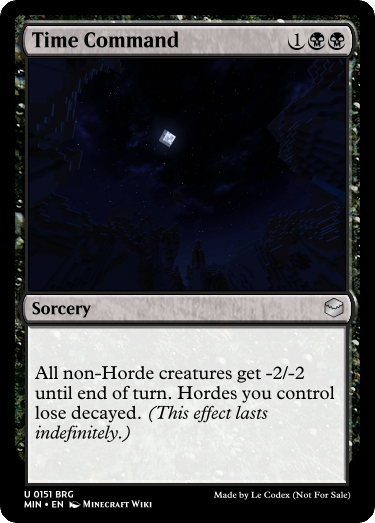 Time Command 1
Sorcery
All non-Horde creatures get -2/-2
until end of turn. Hordes you control
lose decayed. (This effect lasts
indefinitely.)
U 0151 BRG
MIN • EN Minecraft Wiki
Made by Le Codex (Not For Sale)